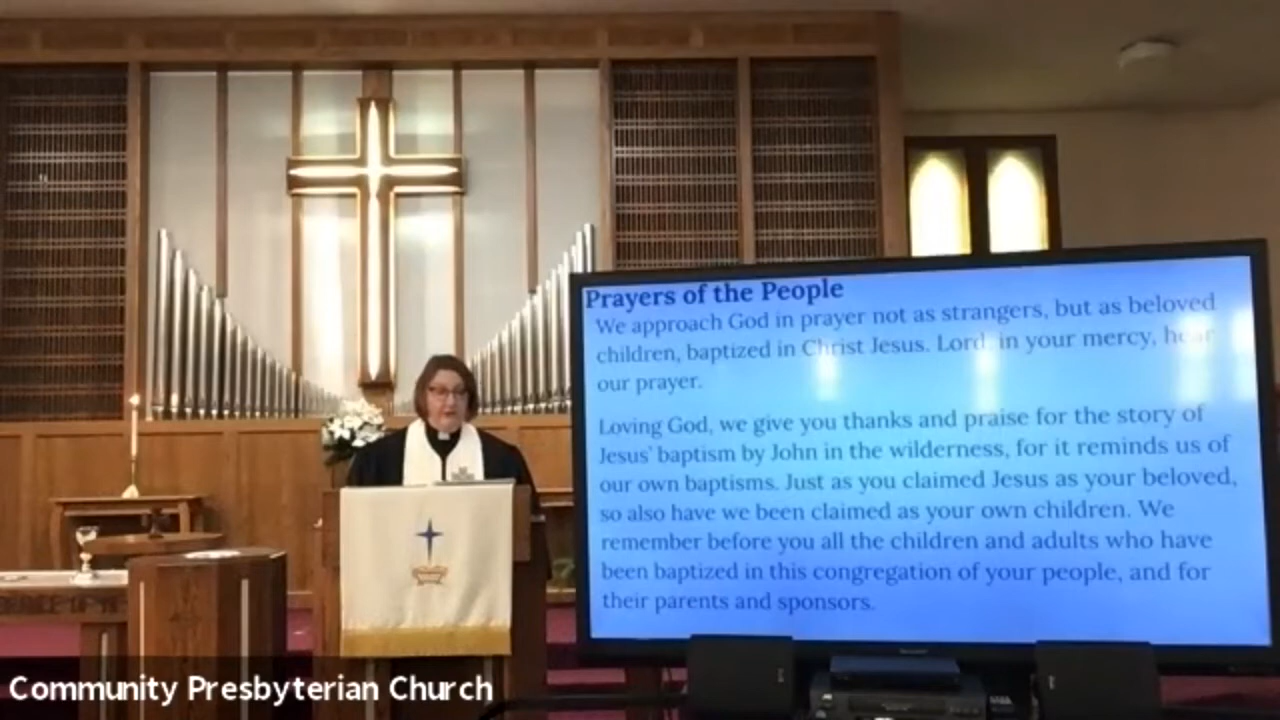 Prayers of the People
We approach God in prayer not as strangers, but as beloved
children, baptized in Christ Jesus. Lord, in your mercy, hear
our prayer.
Loving God, we give you thanks and praise for the story of
Jesus' baptism by John in the wilderness, for it reminds us of
our own baptisms. Just as you claimed Jesus as your beloved,
so also have we been claimed as your own children. We
remember before you all the children and adults who have
been baptized in this congregation of your people, and for
their parents and sponsors.
Community Presbyterian Church